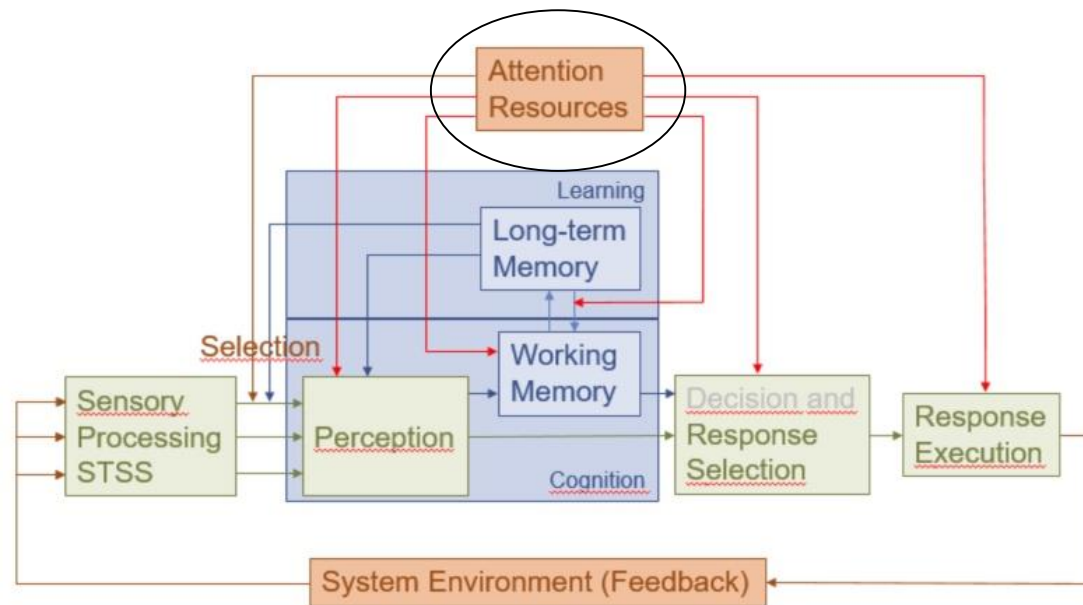 Attention
Resources
Learning
Long-term
Memory
Selection
Working
Memory
Sensory
Processing
STSS
Perception
Cognition
Decision and
Response
Selection
Response
Execution
System Environment (Feedback)